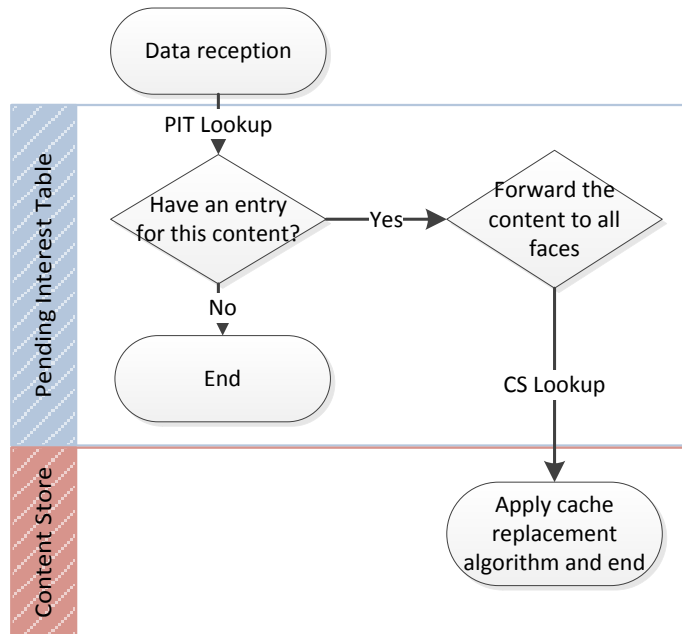 Data reception
PIT Lookup
Have an entry
for this content?
Yes
Forward the
content to all
faces
No
End
CS Lookup
Apply cache
replacement
algorithm and end
Pending Interest Table
Content Store